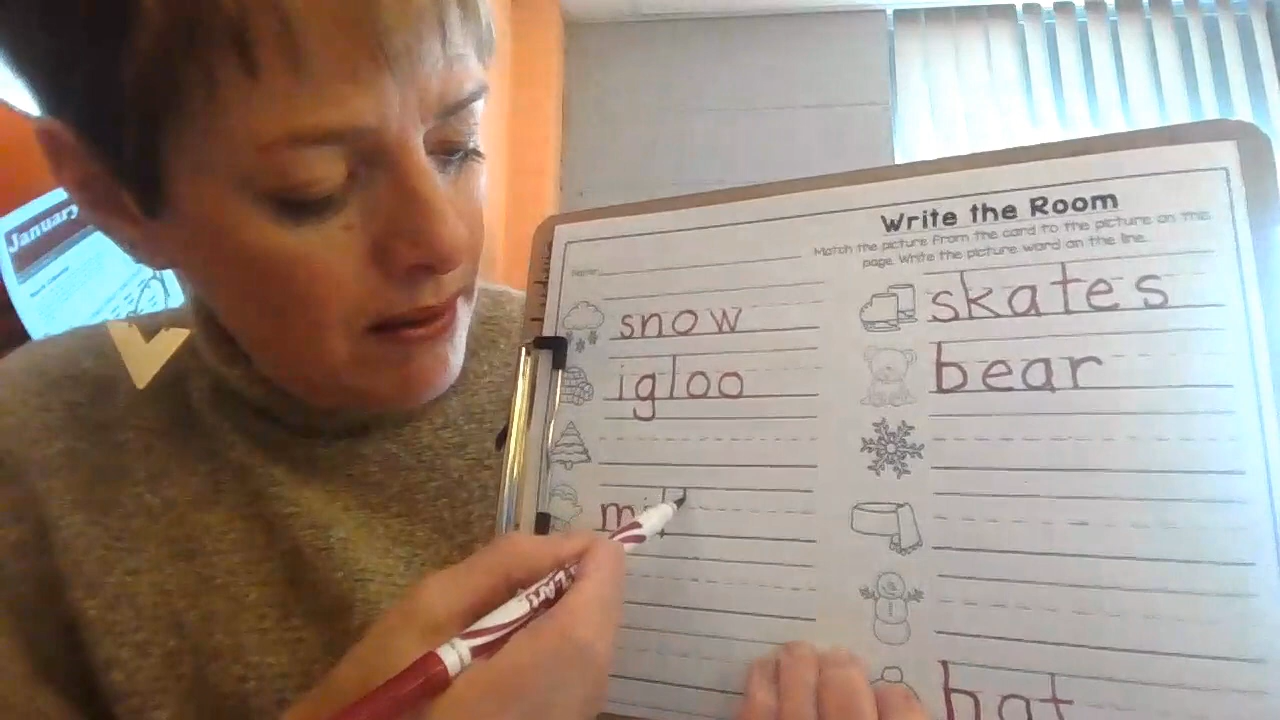 January
Write the Room
Match the picture from the card to the picture on this
page. Write the picture word on the line.
Name:
snow
igloo
mit
skates
bear
hat